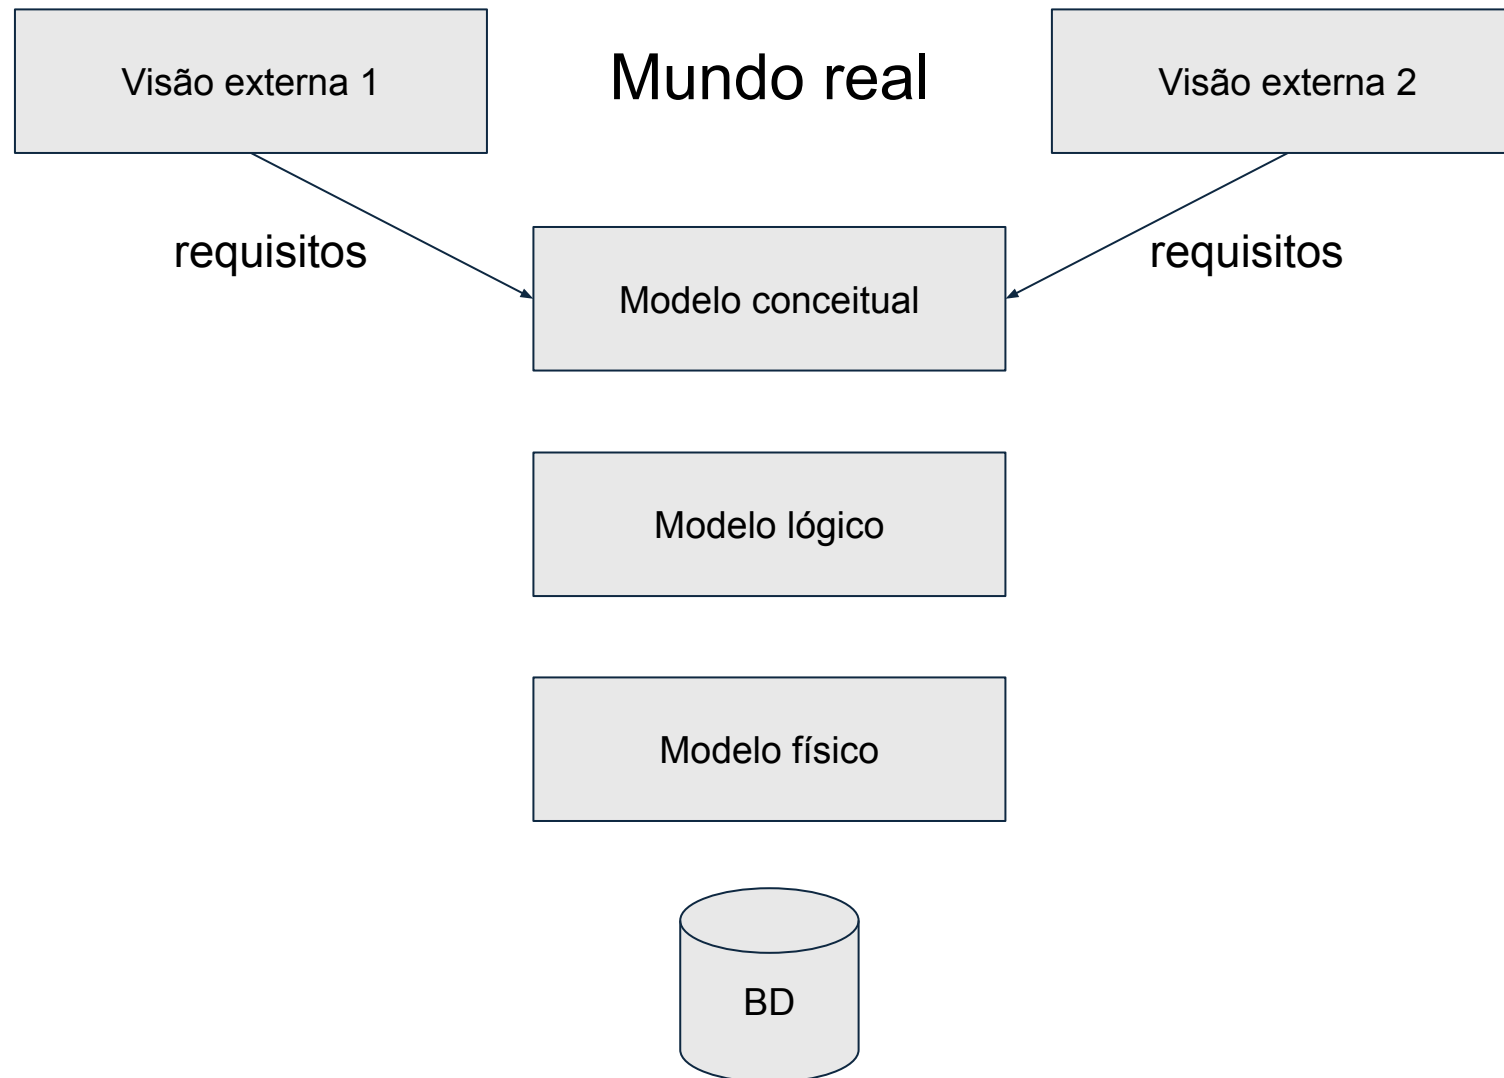 Visão externa 1
Mundo real
Visão externa 2
requisitos
requisitos
Modelo conceitual
Modelo lógico
Modelo físico
BD